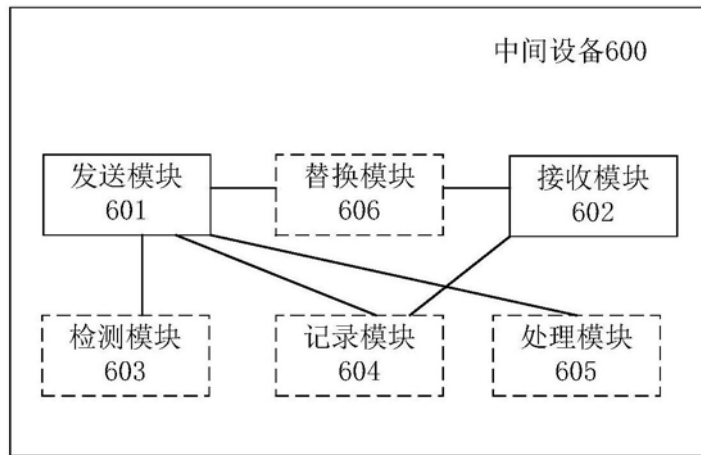 中间设备600
发送模块
601
替换模块
606
接收模块
602
检测模块
603
记录模块
604
处理模块
605